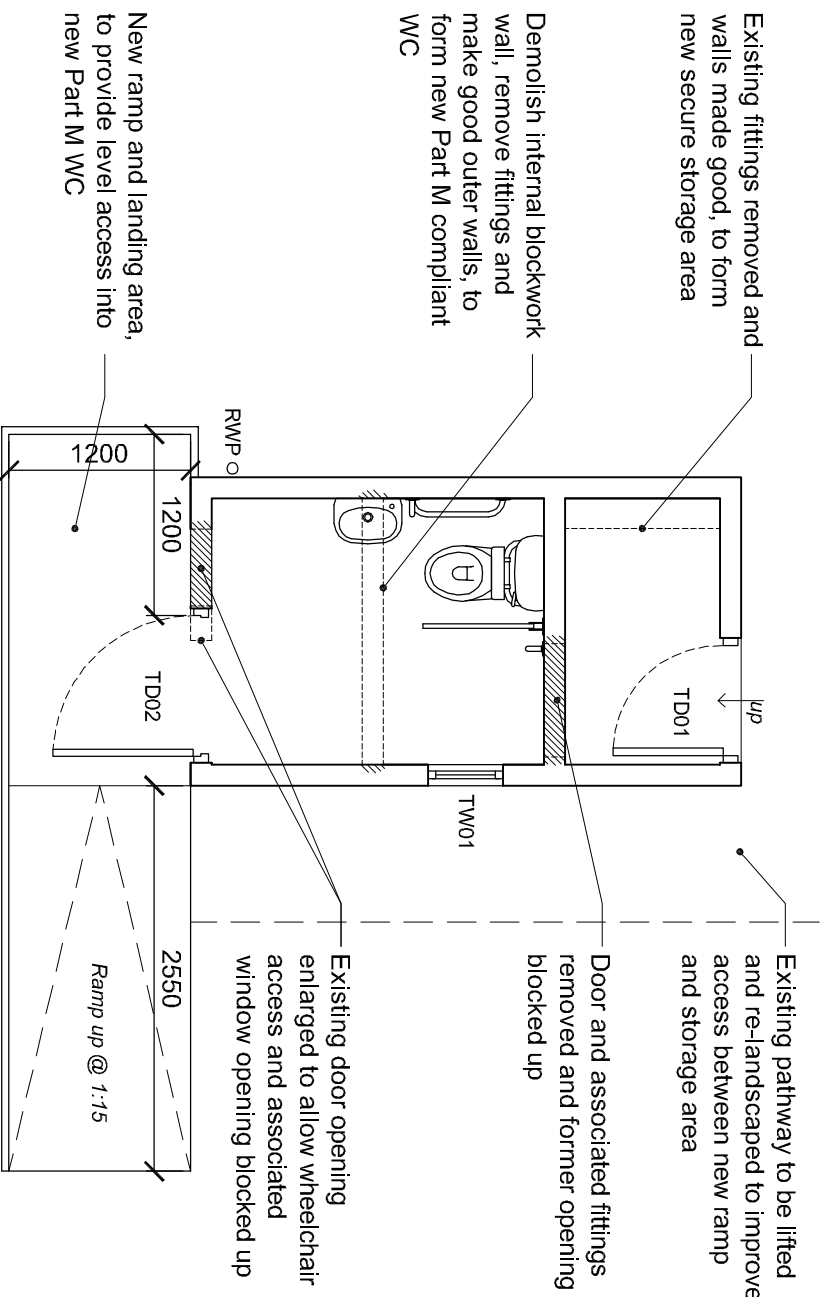 Existing fittings removed and
walls made good, to form
new secure storage area
Demolish internal blockwork
wall, remove fittings and
make good outer walls, to
form new Part M compliant
WC
New ramp and landing area,
to provide level access into
new Part M WC
RWP
1200
1200
TD02
up
TD01
TW01
2550
Ramp up @ 1:15
Existing pathway to be lifted
and re-landscaped to improve
access between new ramp
and storage area
Door and associated fittings
removed and former opening
blocked up
Existing door opening
enlarged to allow wheelchair
access and associated
window opening blocked up